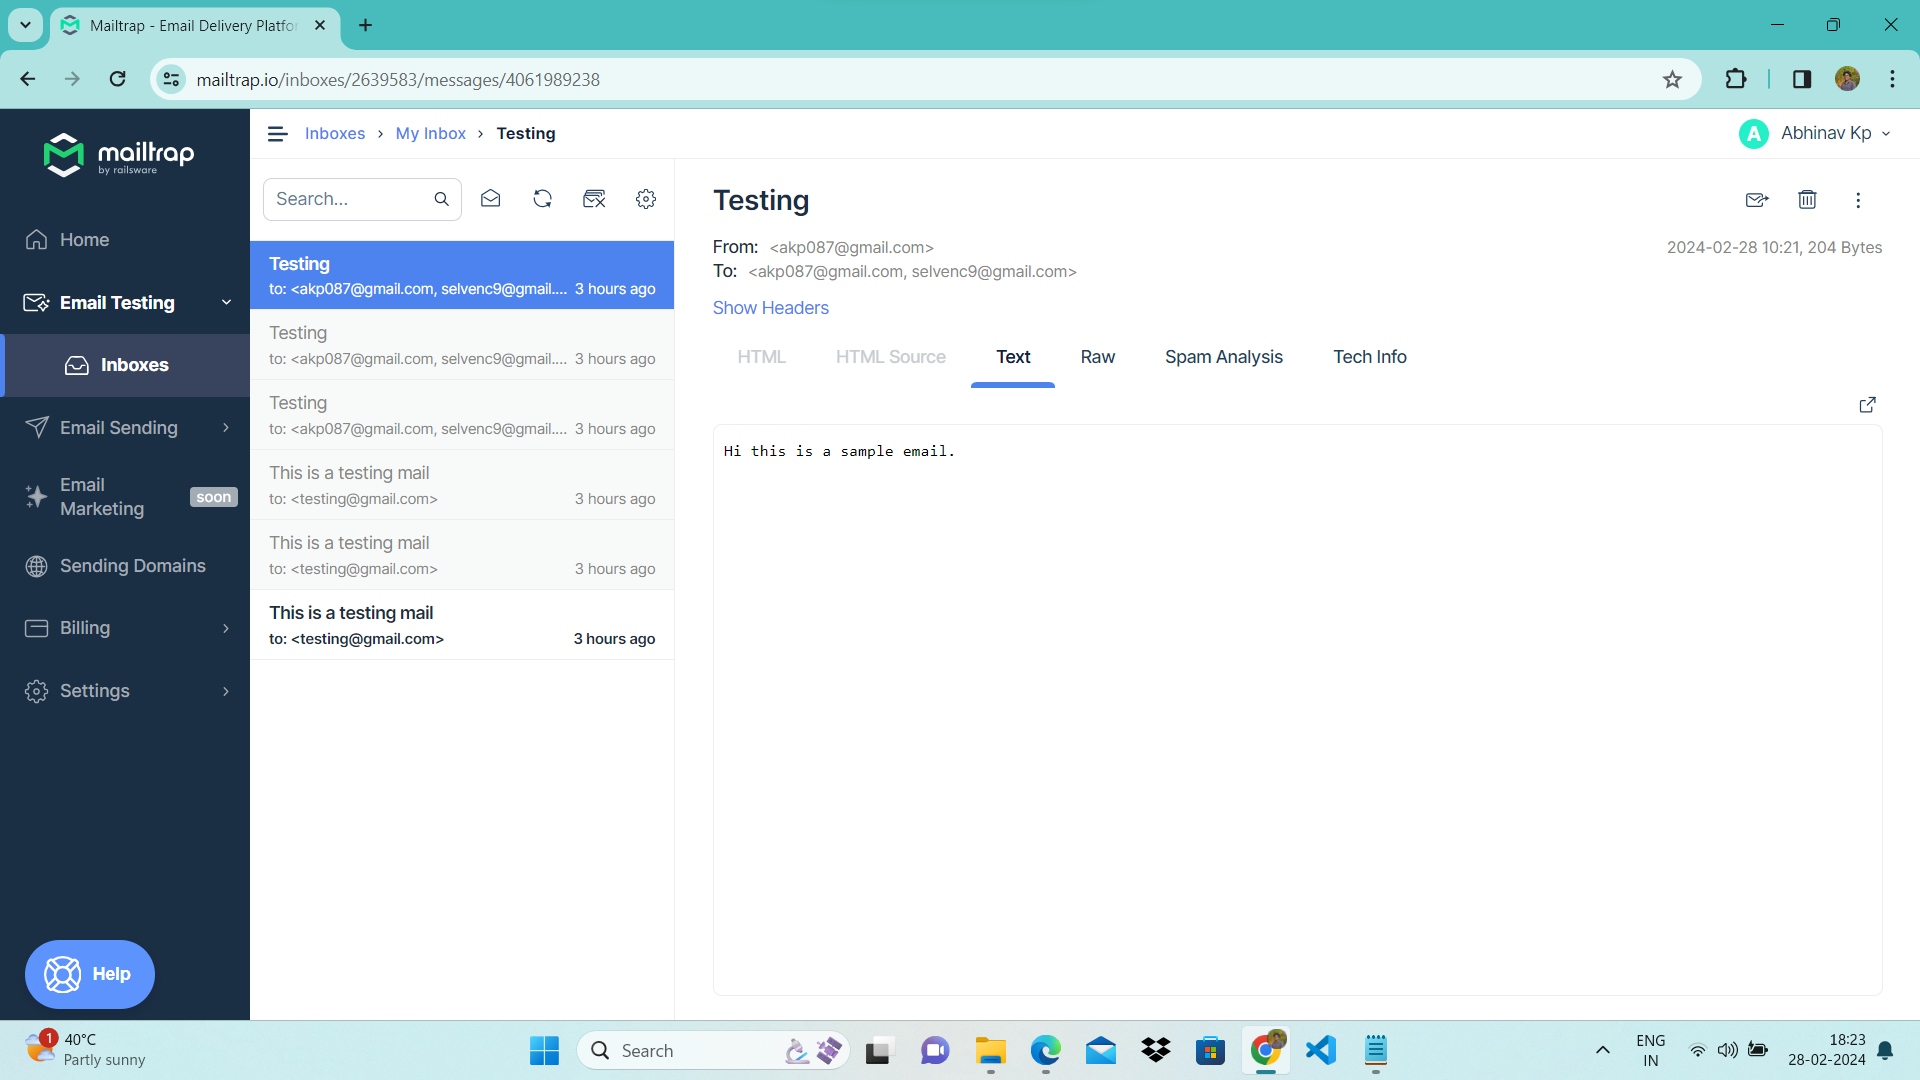 Mailtrap - Email Delivery Platfo
mailtrap.io/inboxes/2639583/messages/4061989238
mailtrap
by railsware
Home
Email Testing
Inboxes
Email Sending
Email
Marketing
soon
Sending Domains
Billing
Settings
Help
Inboxes › My Inbox › Testing
A Abhinav Kp
Search...
Testing
to: <akp087@gmail.com, selvenc9@gmail.... 3 hours ago
Testing
to: <akp087@gmail.com, selvenc9@gmail.... 3 hours ago
Testing
to: <akp087@gmail.com, selvenc9@gmail.... 3 hours ago
This is a testing mail
to: <testing@gmail.com> 3 hours ago
This is a testing mail
to: <testing@gmail.com> 3 hours ago
This is a testing mail
to: <testing@gmail.com> 3 hours ago
Testing
From: <akp087@gmail.com>
2024-02-28 10:21, 204 Bytes
To: <akp087@gmail.com, selvenc9@gmail.com>
Show Headers
HTML HTML Source Text Raw Spam Analysis Tech Info
Hi this is a sample email.
1
40°C
Partly sunny
Search
ENG
IN
18:23
28-02-2024